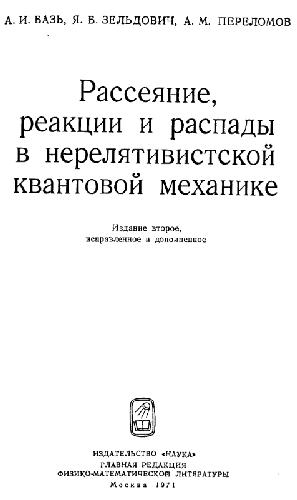 А. И. БАЗЬ, Я. Б. ЗЕЛЬДОВИЧ, А. М. ПЕРЕЛОМОВ
Рассеяние,
реакции и распады
в нерелятивистской
квантовой механике
Издание второе,
исправленное и дополненное
ИЗДАТЕЛЬСТВО «НАУКА»
ГЛАВНАЯ РЕДАКЦИЯ
ФИЗИКО-МАТЕМАТИЧЕСКОЙ ЛИТЕРАТУРЫ
Москва 1971